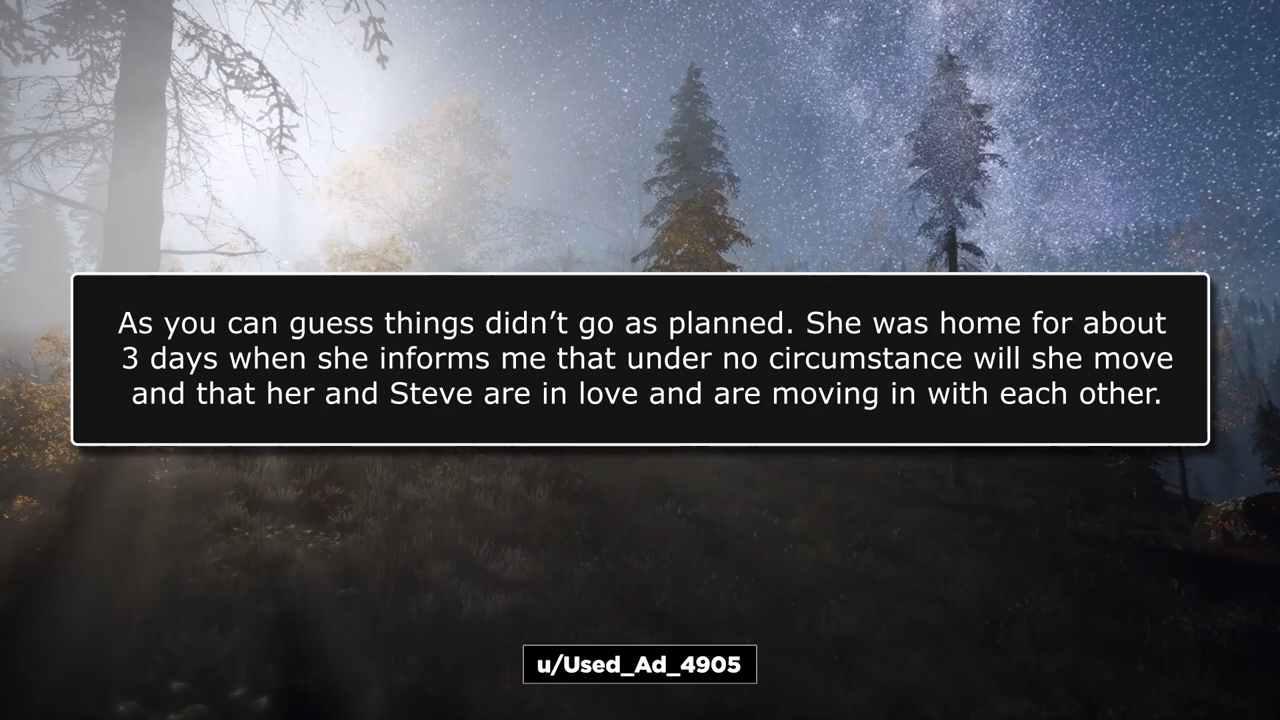 As you can guess things didn’t go as planned. She was home for about
3 days when she informs me that under no circumstance will she move
and that her and Steve are in love and are moving in with each other.
u/Used_Ad_4905